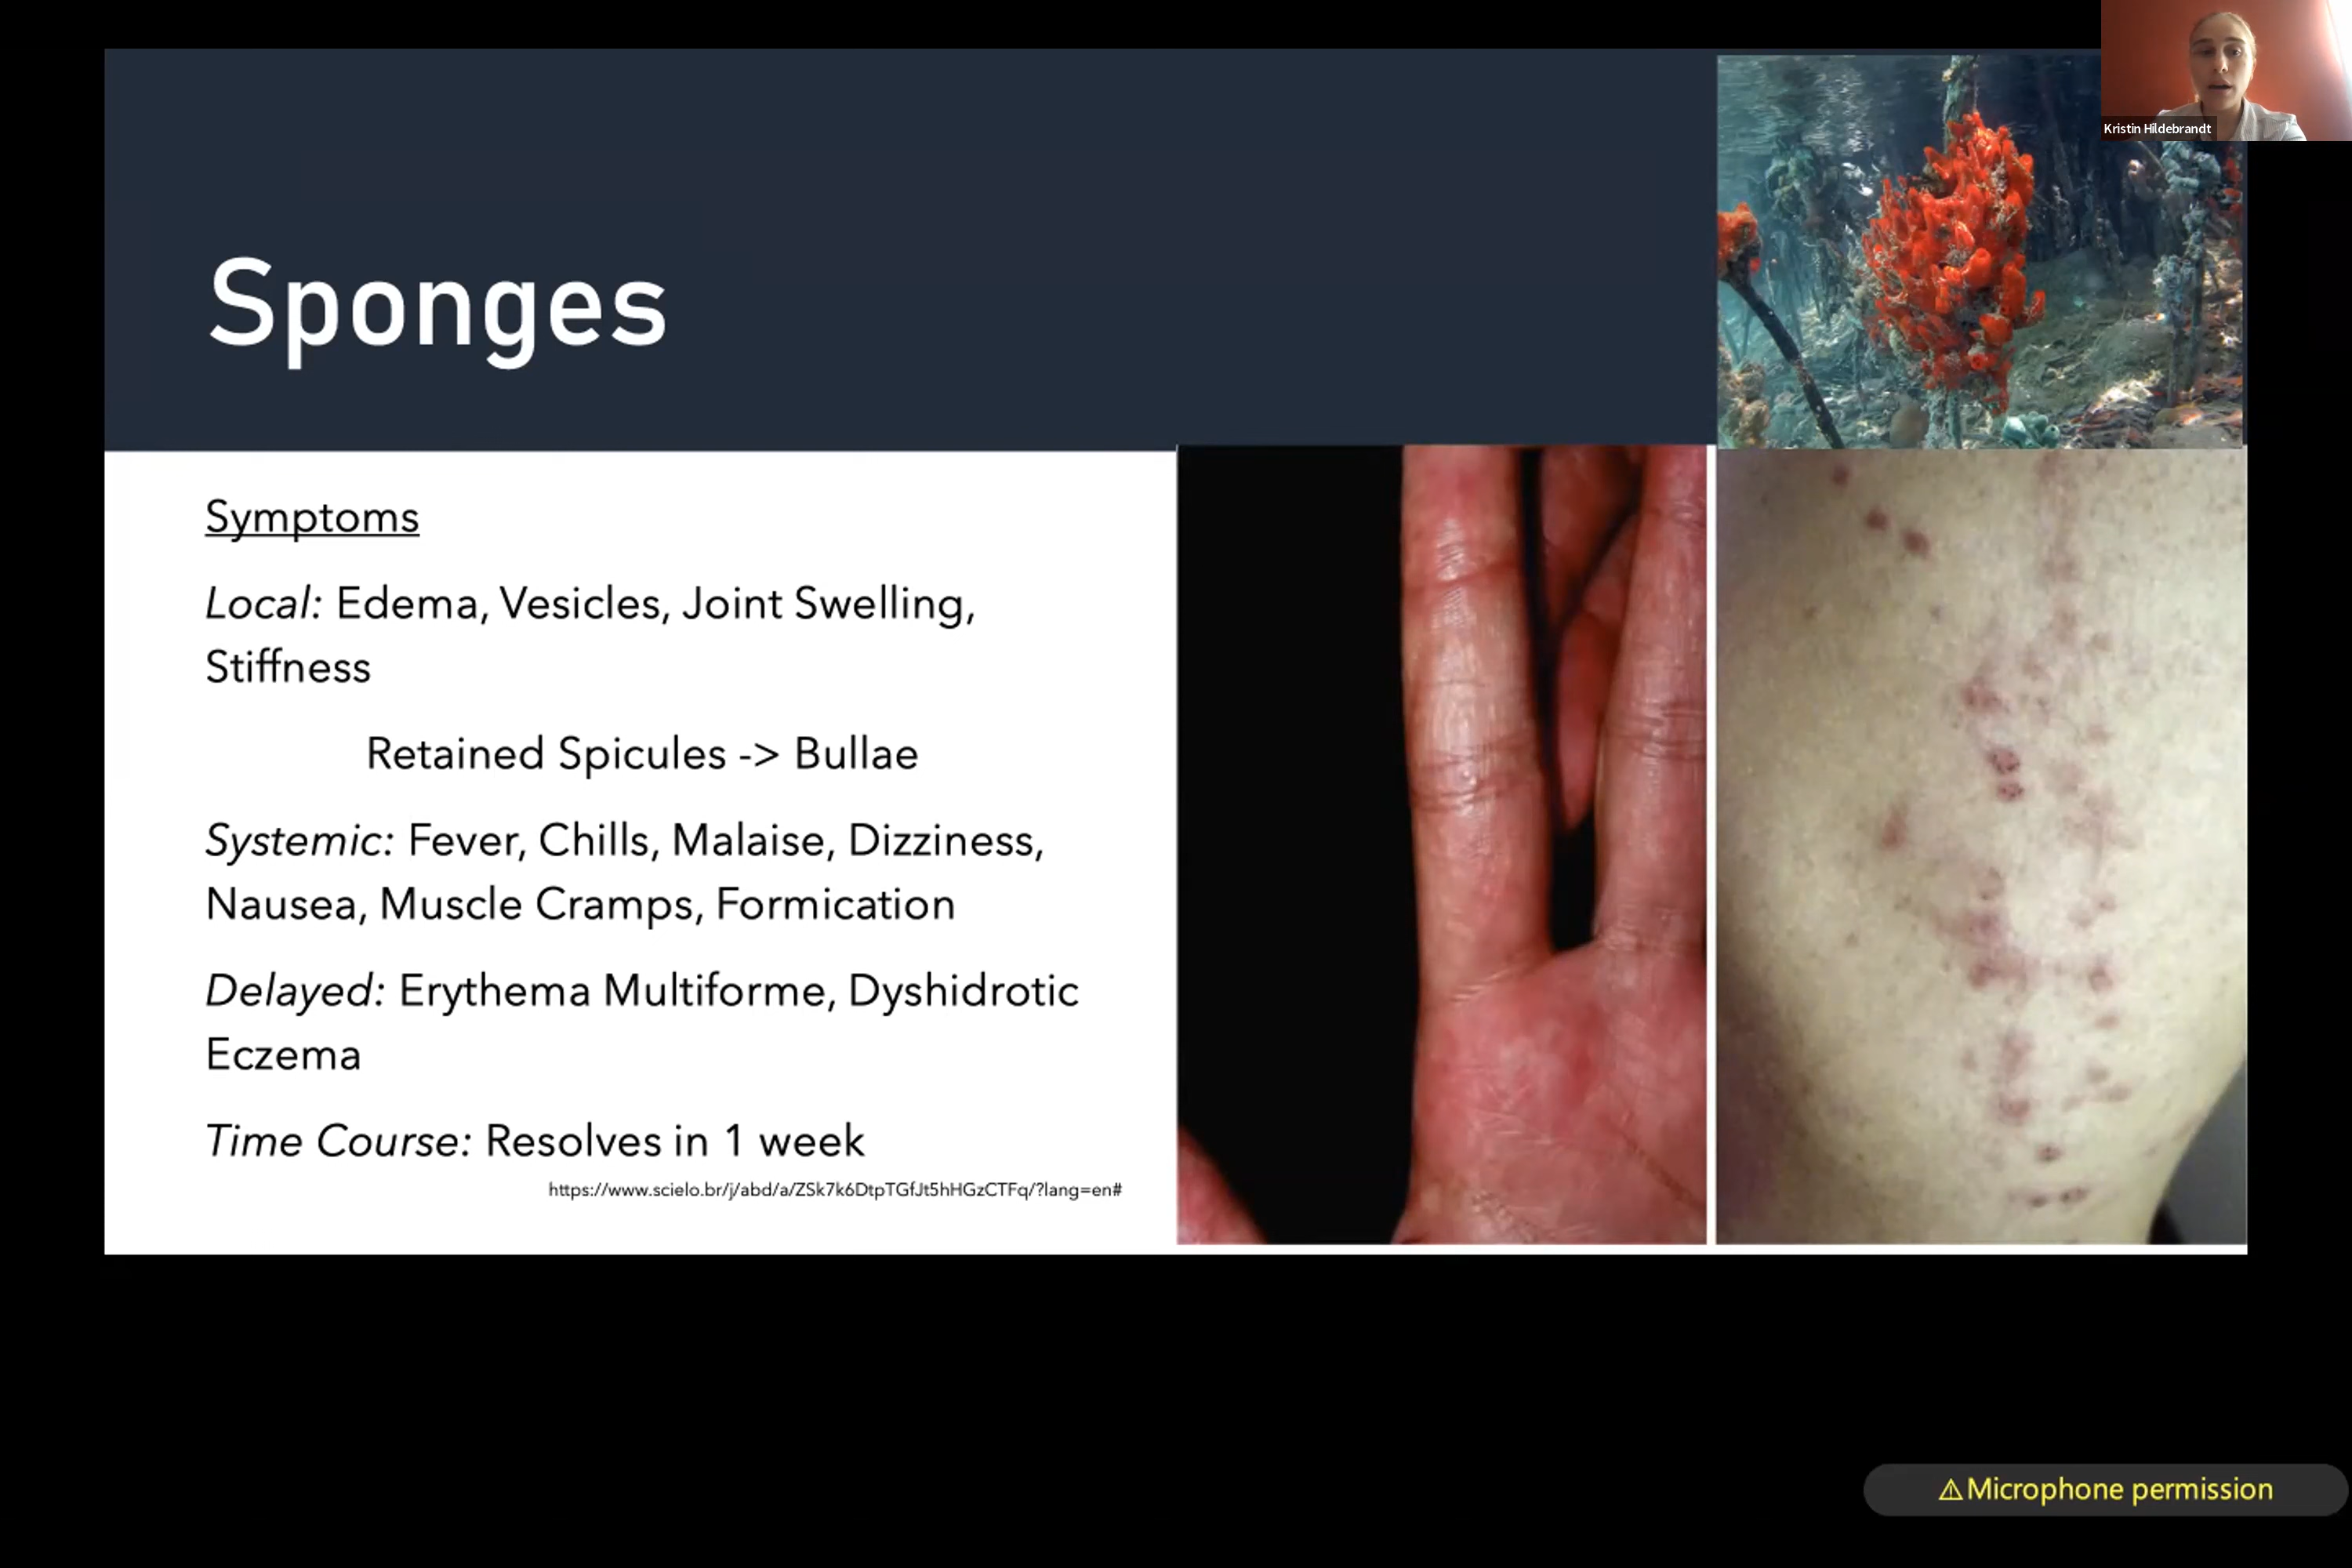 Kristin Hildebrandt
Sponges
Symptoms
Local: Edema, Vesicles, Joint Swelling,
Stiffness
Retained Spicules -> Bullae
Systemic: Fever, Chills, Malaise, Dizziness,
Nausea, Muscle Cramps, Formication
Delayed: Erythema Multiforme, Dyshidrotic
Eczema
Time Course: Resolves in 1 week
https://www.scielo.br/j/abd/a/ZSk7k6DtpTGfJt5hHGzCTFq/?lang=en#
⚠Microphone permission